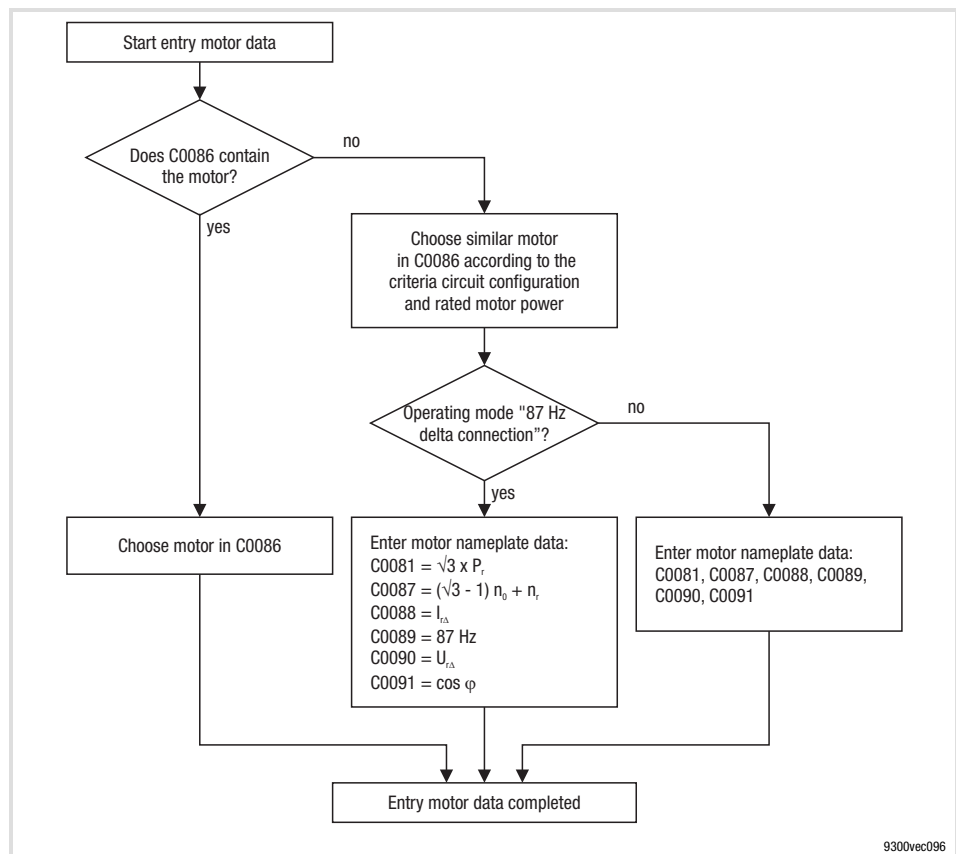 Start entry motor data
Does C0086 contain
the motor?
no
yes
Choose similar motor
in C0086 according to the
criteria circuit configuration
and rated motor power
Operating mode "87 Hz
delta connection”?
no
yes
Choose motor in C0086
Enter motor nameplate data:
C0081 = √3 x Pr
C0087 = (√3 - 1) n0 + nr
C0088 = IrΔ
C0089 = 87 Hz
C0090 = UrΔ
C0091 = cos φ
Enter motor nameplate data:
C0081, C0087, C0088, C0089,
C0090, C0091
Entry motor data completed
9300vec096